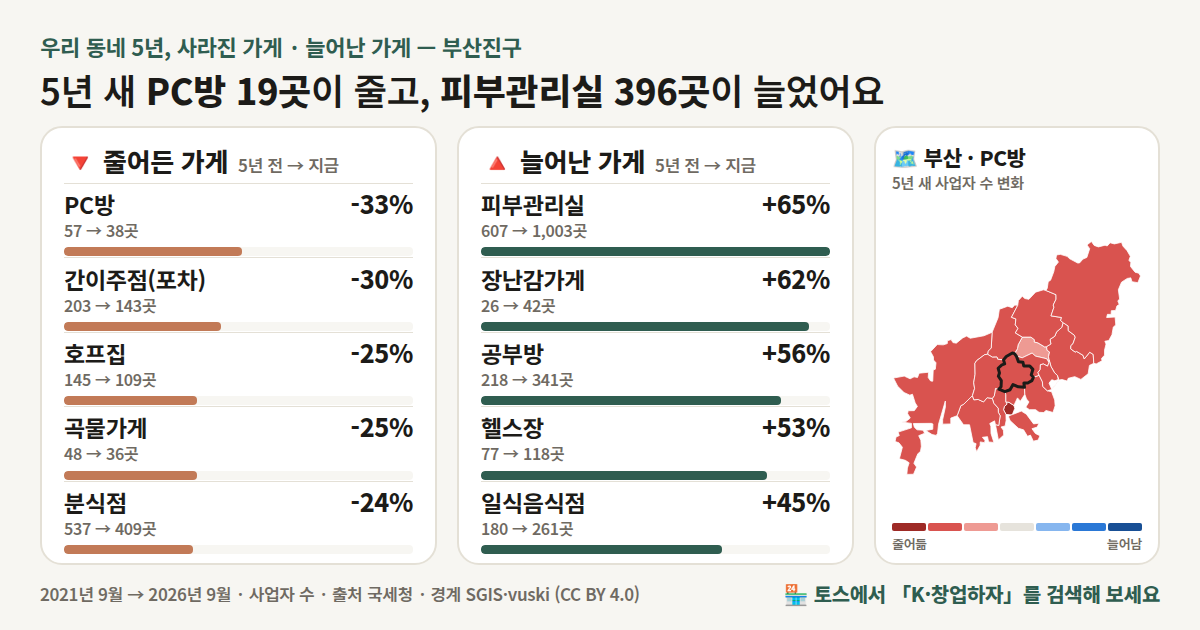 우리 동네 5년, 사라진 가게 · 늘어난 가게 — 부산진구
5년 새 PC방 19곳이 줄고, 피부관리실 396곳이 늘었어요
🔻 줄어든 가게 5년 전 → 지금
PC방 -33%
57 → 38곳
간이주점(포차) -30%
203 → 143곳
호프집 -25%
145 → 109곳
곡물가게 -25%
48 → 36곳
분식점 -24%
537 → 409곳
🔺 늘어난 가게 5년 전 → 지금
피부관리실 +65%
607 → 1,003곳
장난감가게 +62%
26 → 42곳
공부방 +56%
218 → 341곳
헬스장 +53%
77 → 118곳
일식음식점 +45%
180 → 261곳
🗺️ 부산 · PC방
5년 새 사업자 수 변화
줄어듦 늘어남
2021년 9월 → 2026년 9월 · 사업자 수 · 출처 국세청 · 경계 SGIS·vuski (CC BY 4.0)
🏪 토스에서 「K·창업하자」를 검색해 보세요